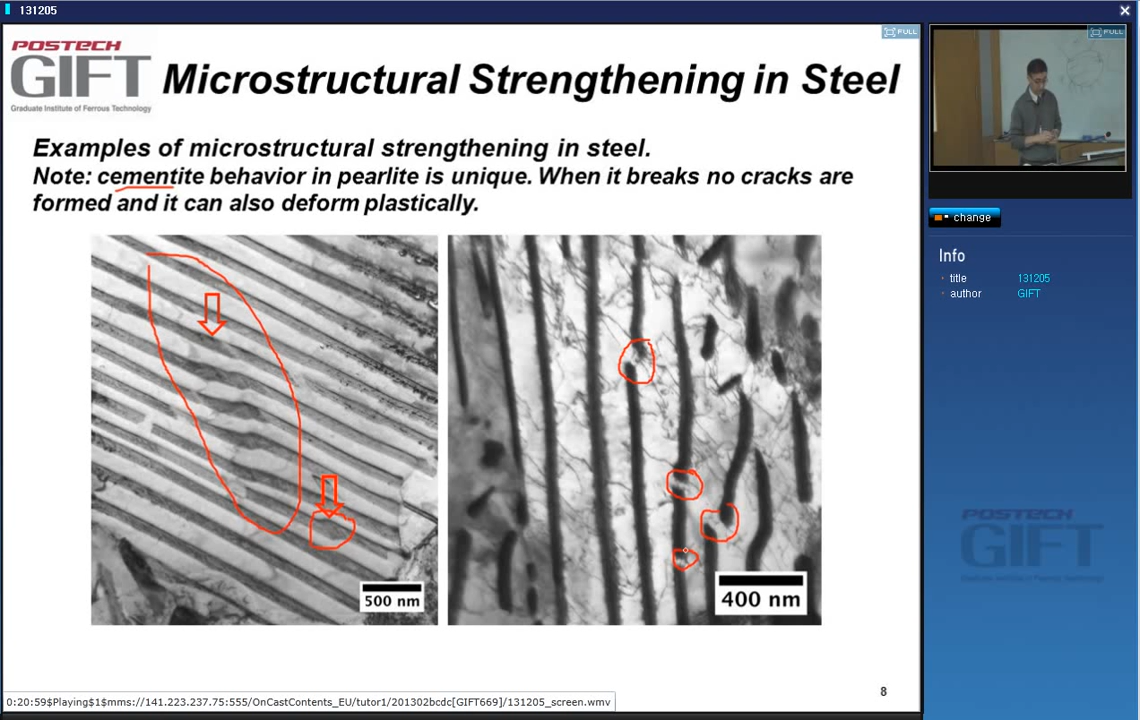 131205
FULL
FULL
POSTECH
GIFT
Graduate Institute of Ferrous Technology
Microstructural Strengthening in Steel
Examples of microstructural strengthening in steel.
Note: cementite behavior in pearlite is unique. When it breaks no cracks are
formed and it can also deform plastically.
500 nm
400 nm
8
change
Info
title 131205
author GIFT
POSTECH
GIFT
0:20:59$Playing$1$mms://141.223.237.75:555/OnCastContents_EU/tutor1/201302bcdc[GIFT669]/131205_screen.wmv